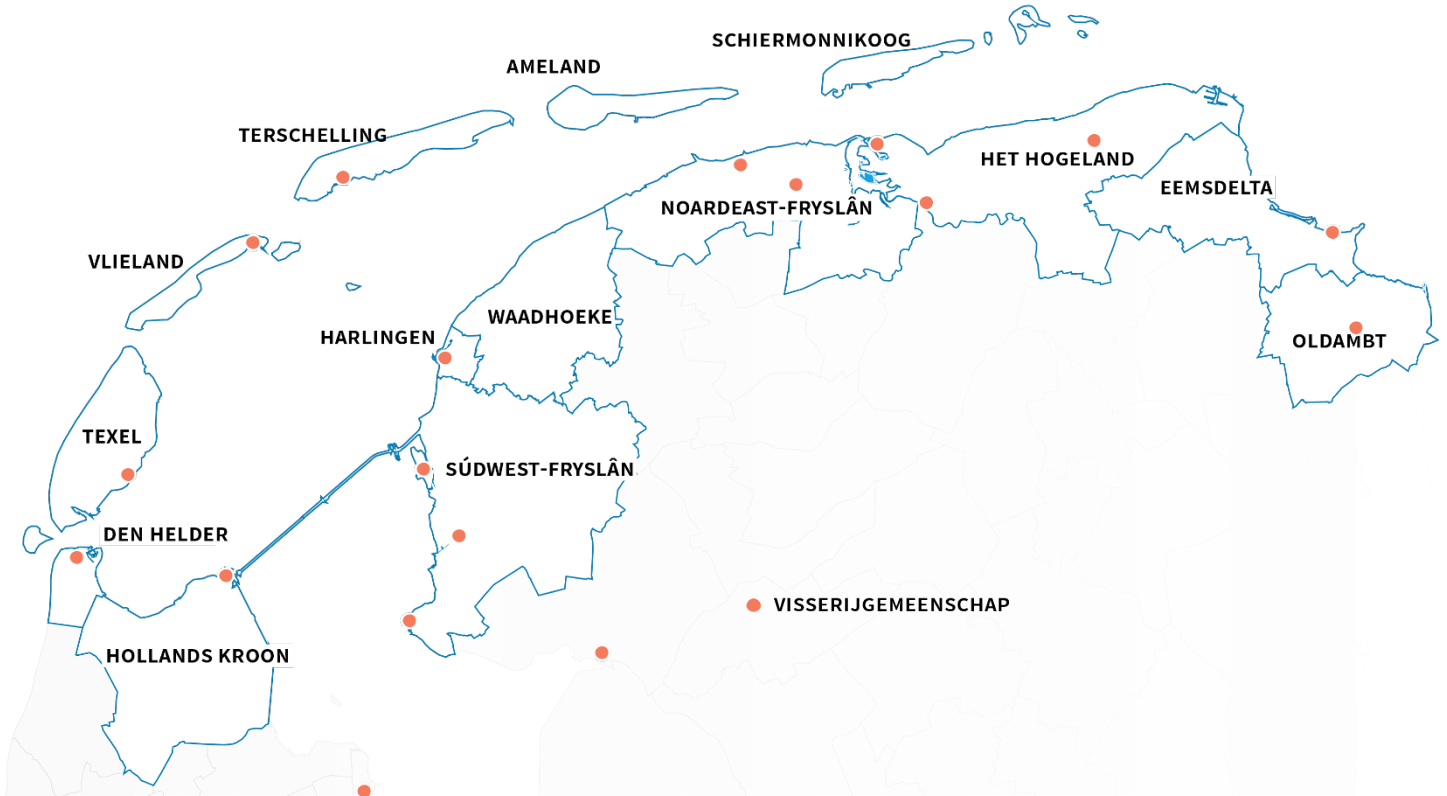 SCHIERMONNIKOOG
AMELAND
TERSCHELLING
HET HOGELAND
EEMSDELTA
NOARDEAST-FRYSLÂN
VLIELAND
WAADHOEKE
HARLINGEN
OLDAMBT
TEXEL
SÚDWEST-FRYSLÂN
DEN HELDER
VISSERIJGEMEENSCHAP
HOLLANDS KROON